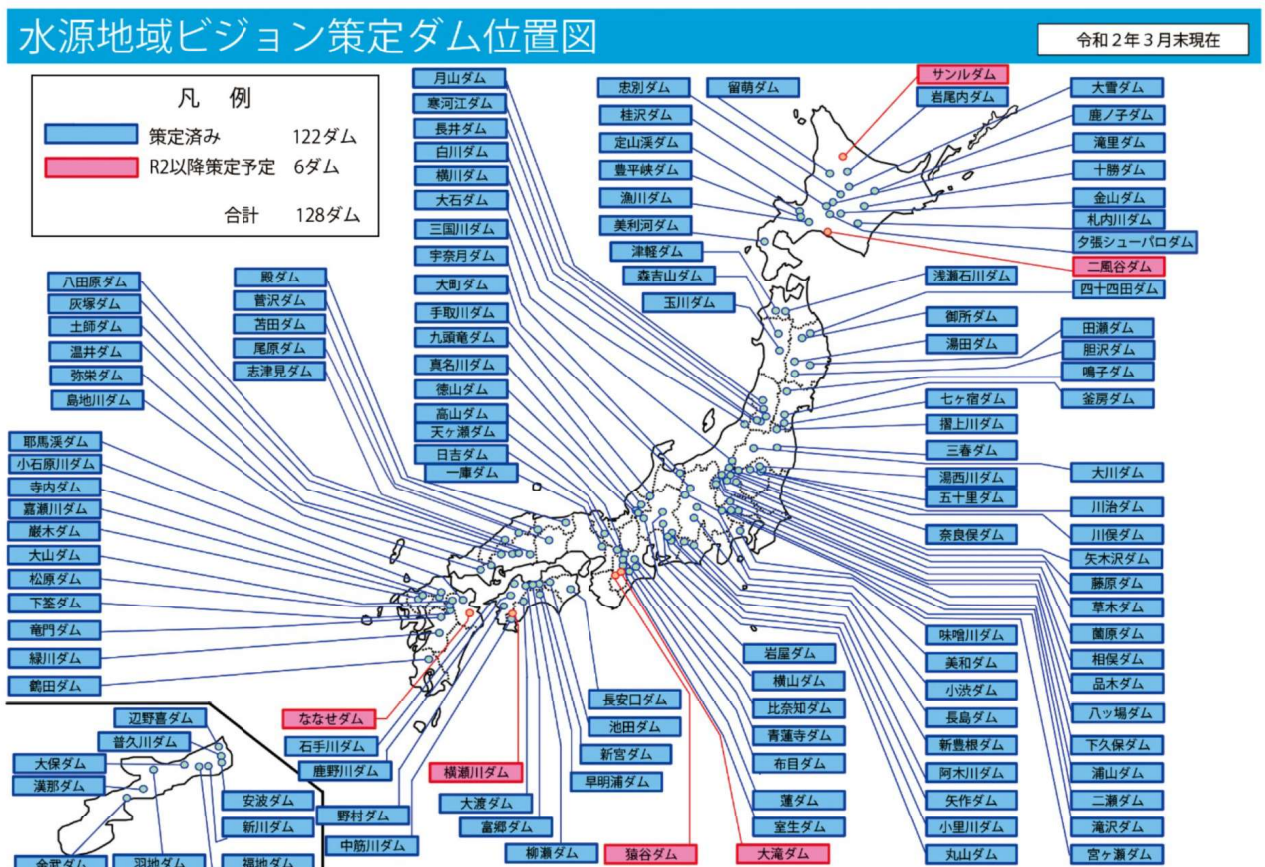 水源地域ビジョン策定ダム位置図
令和2年3月末現在
凡 例
策定済み 122ダム
R2以降策定予定 6ダム
合計 128ダム
月山ダム
寒河江ダム
長井ダム
白川ダム
横川ダム
大石ダム
三国川ダム
宇奈月ダム
大町ダム
手取川ダム
九頭竜ダム
真名川ダム
徳山ダム
高山ダム
天ヶ瀬ダム
日吉ダム
一庫ダム
忠別ダム
留萌ダム
桂沢ダム
定山渓ダム
豊平峡ダム
漁川ダム
美利河ダム
津軽ダム
森吉山ダム
玉川ダム
サンルダム
岩尾内ダム
大雪ダム
鹿ノ子ダム
滝里ダム
十勝ダム
金山ダム
札内川ダム
夕張シューパロダム
二風谷ダム
浅瀬石川ダム
四十四田ダム
御所ダム
湯田ダム
田瀬ダム
胆沢ダム
鳴子ダム
釜房ダム
七ヶ宿ダム
摺上川ダム
三春ダム
湯西川ダム
五十里ダム
奈良俣ダム
大川ダム
川治ダム
川俣ダム
矢木沢ダム
藤原ダム
草木ダム
薗原ダム
相俣ダム
品木ダム
八ッ場ダム
下久保ダム
浦山ダム
二瀬ダム
滝沢ダム
宮ヶ瀬ダム
味噌川ダム
美和ダム
小渋ダム
長島ダム
新豊根ダム
阿木川ダム
矢作ダム
小里川ダム
丸山ダム
岩屋ダム
横山ダム
比奈知ダム
青蓮寺ダム
布目ダム
蓮ダム
室生ダム
大滝ダム
猿谷ダム
八田原ダム
灰塚ダム
土師ダム
温井ダム
弥栄ダム
島地川ダム
殿ダム
菅沢ダム
苫田ダム
尾原ダム
志津見ダム
耶馬渓ダム
小石原川ダム
寺内ダム
嘉瀬川ダム
厳木ダム
大山ダム
松原ダム
下筌ダム
竜門ダム
緑川ダム
鶴田ダム
ななせダム
石手川ダム
鹿野川ダム
野村ダム
中筋川ダム
横瀬川ダム
大渡ダム
富郷ダム
柳瀬ダム
長安口ダム
池田ダム
新宮ダム
早明浦ダム
辺野喜ダム
普久川ダム
大保ダム
漢那ダム
安波ダム
新川ダム
金武ダム
羽地ダム
福地ダム